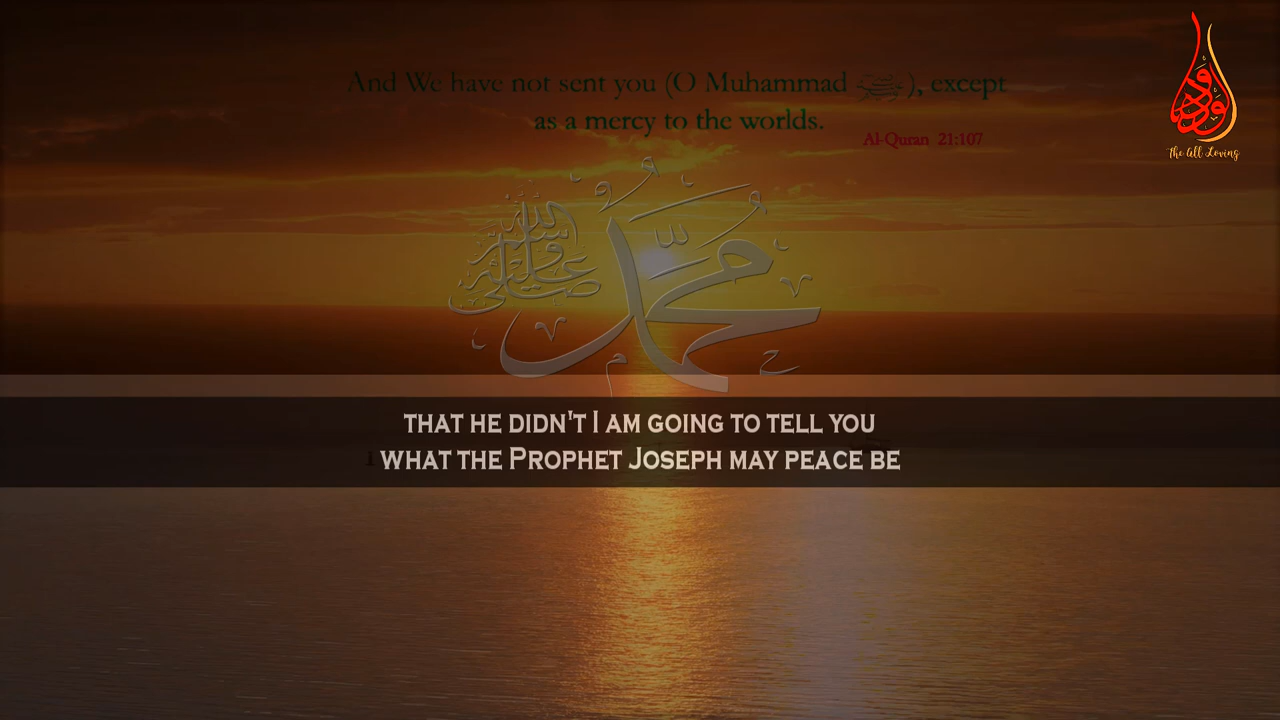 And We have not sent you (O Muhammad ﷺ), except
as a mercy to the worlds.
Al-Quran 21:107
الودود
The All Loving
محمد
صلى الله عليه وسلم
THAT HE DIDN'T I AM GOING TO TELL YOU
WHAT THE PROPHET JOSEPH MAY PEACE BE